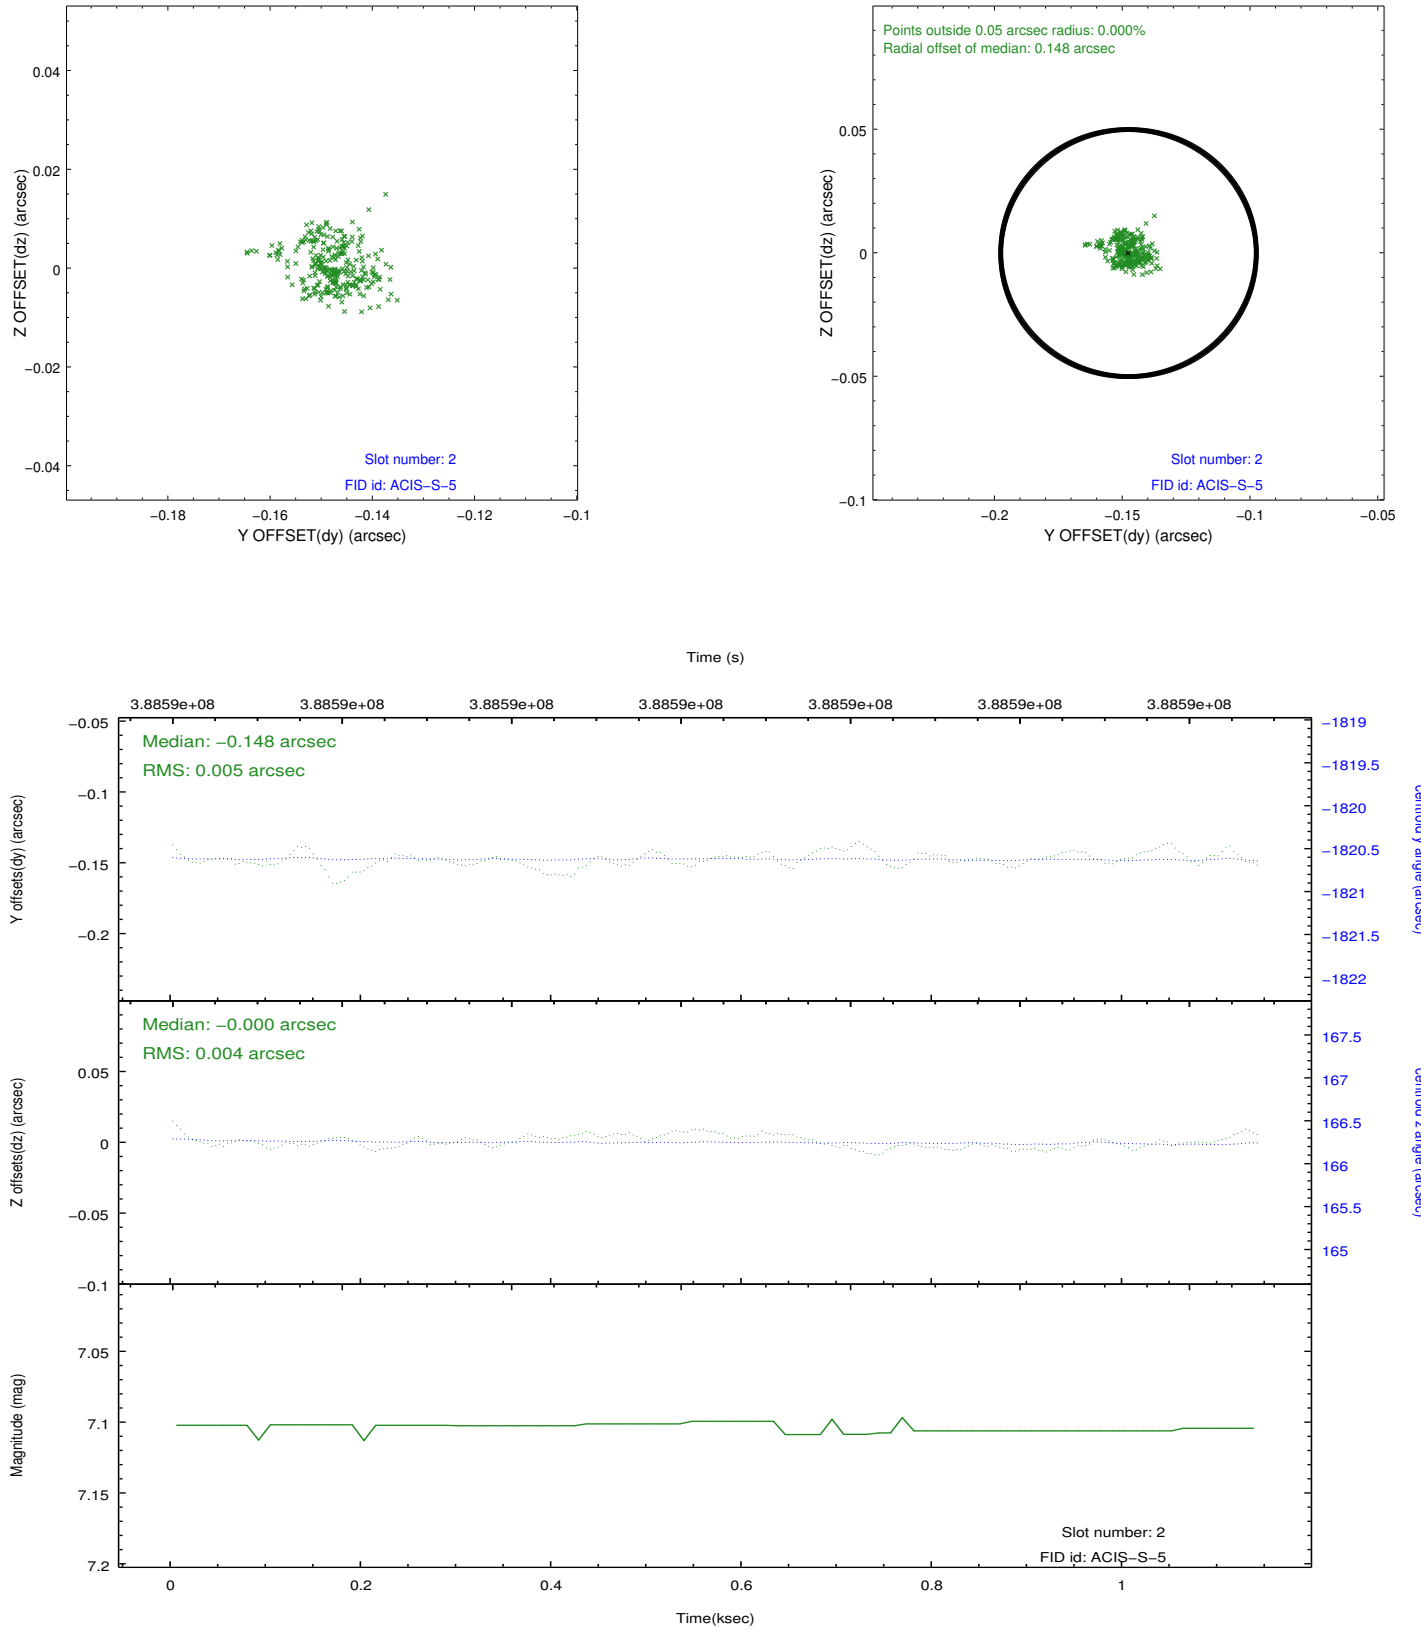 0.04
0.02
0
−0.02
−0.04
Z OFFSET(dz) (arcsec)
Slot number: 2
FID id: ACIS−S−5
−0.18
−0.16
−0.14
−0.12
−0.1
Y OFFSET(dy) (arcsec)
Points outside 0.05 arcsec radius: 0.000%
Radial offset of median: 0.148 arcsec
0.05
0
−0.05
−0.1
Z OFFSET(dz) (arcsec)
Slot number: 2
FID id: ACIS−S−5
−0.2
−0.15
−0.1
−0.05
Y OFFSET(dy) (arcsec)
Time (s)
3.8859e+08
3.8859e+08
3.8859e+08
3.8859e+08
3.8859e+08
3.8859e+08
3.8859e+08
−0.05
−0.1
−0.15
−0.2
Y offsets(dy) (arcsec)
Median: −0.148 arcsec
RMS: 0.005 arcsec
−1819
−1819.5
−1820
−1820.5
−1821
−1821.5
−1822
centroid y angle (arcsec)
0.05
0
−0.05
−0.1
Z offsets(dz) (arcsec)
Median: −0.000 arcsec
RMS: 0.004 arcsec
167.5
167
166.5
166
165.5
165
centroid z angle (arcsec)
7.05
7.1
7.15
7.2
Magnitude (mag)
Slot number: 2
FID id: ACIS−S−5
0
0.2
0.4
0.6
0.8
1
Time(ksec)